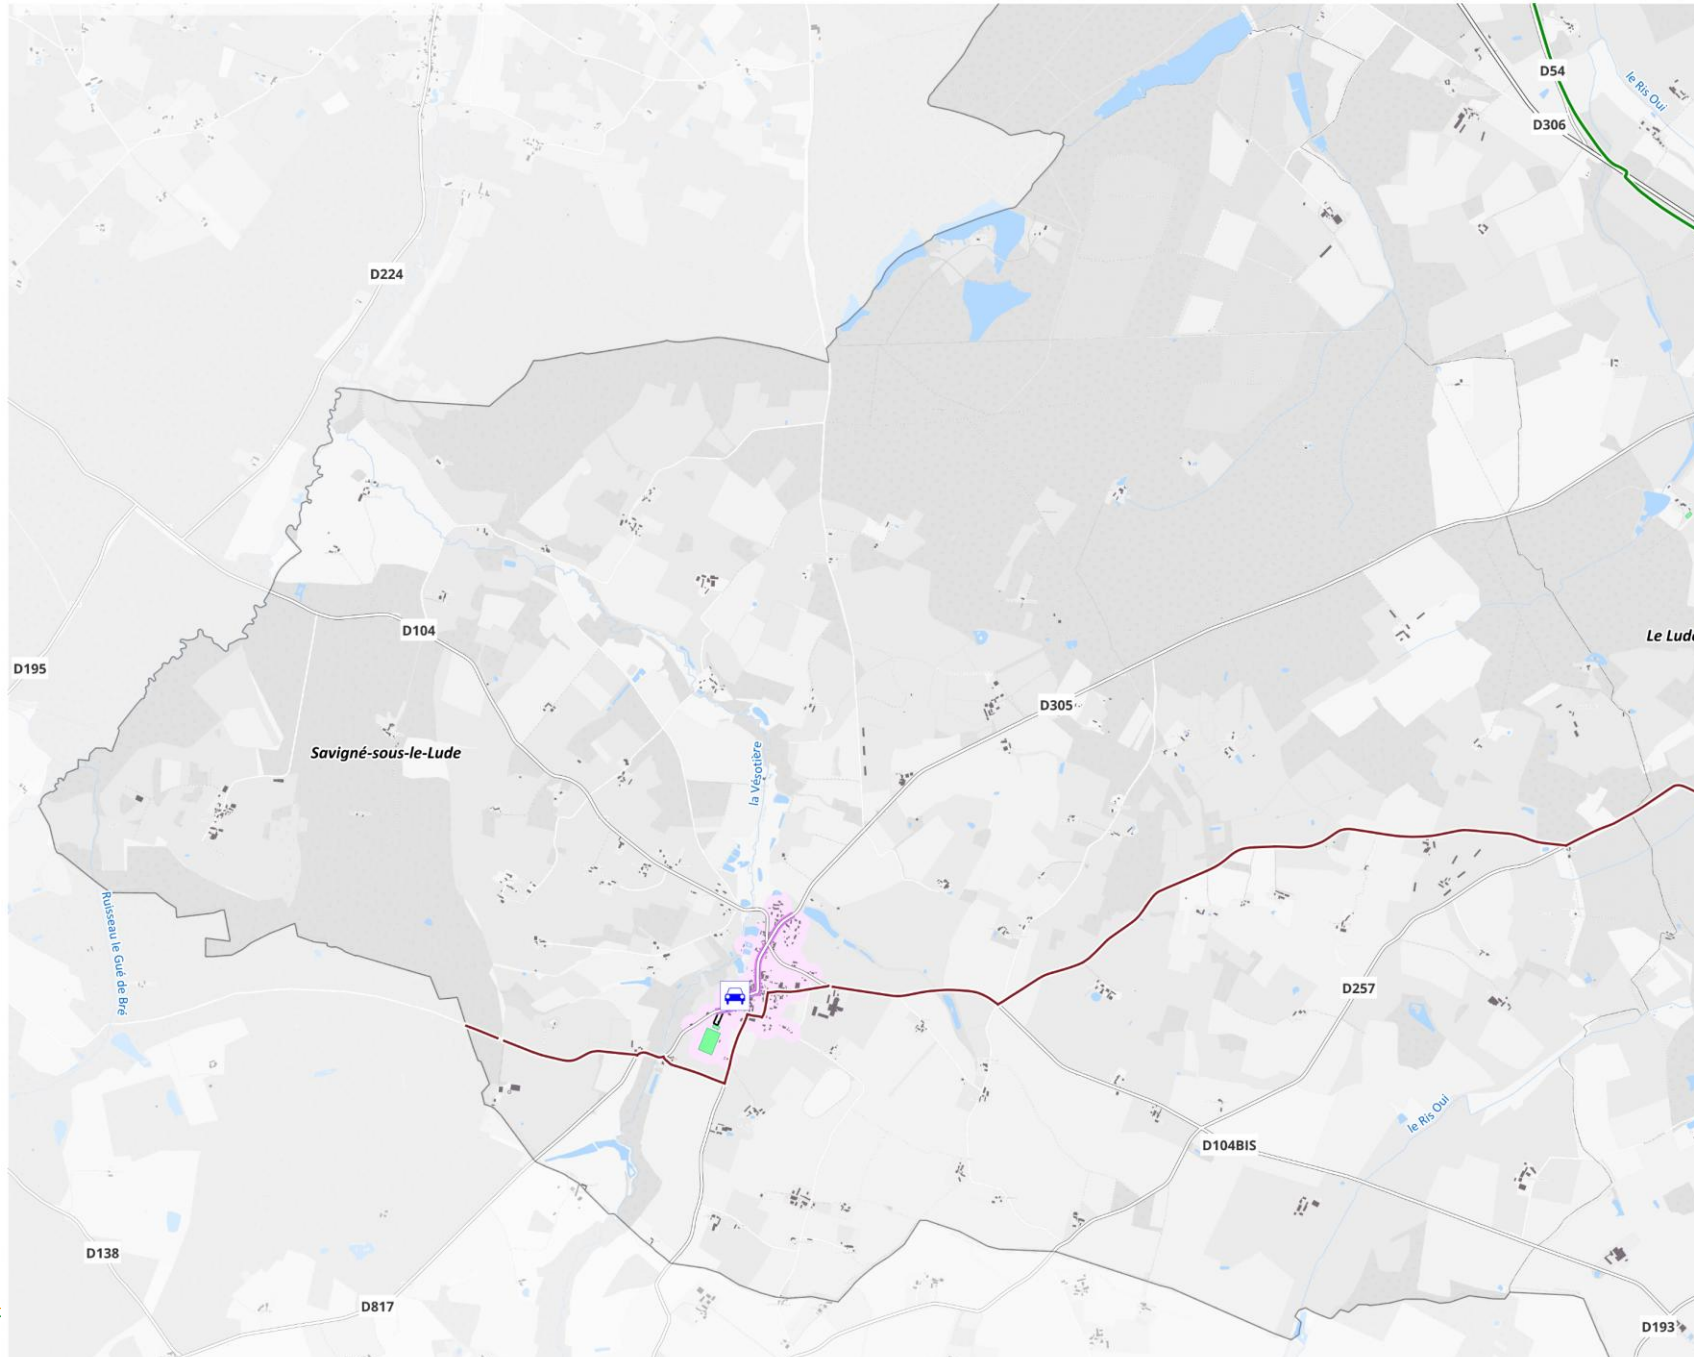 D54
le Ris Oui
D306
D224
D104
Le Lude
D195
D305
Savigné-sous-le-Lude
la Vésotière
Ruisseau le Gué de Bré
D257
le Ris Oui
D104BIS
D138
D817
D193